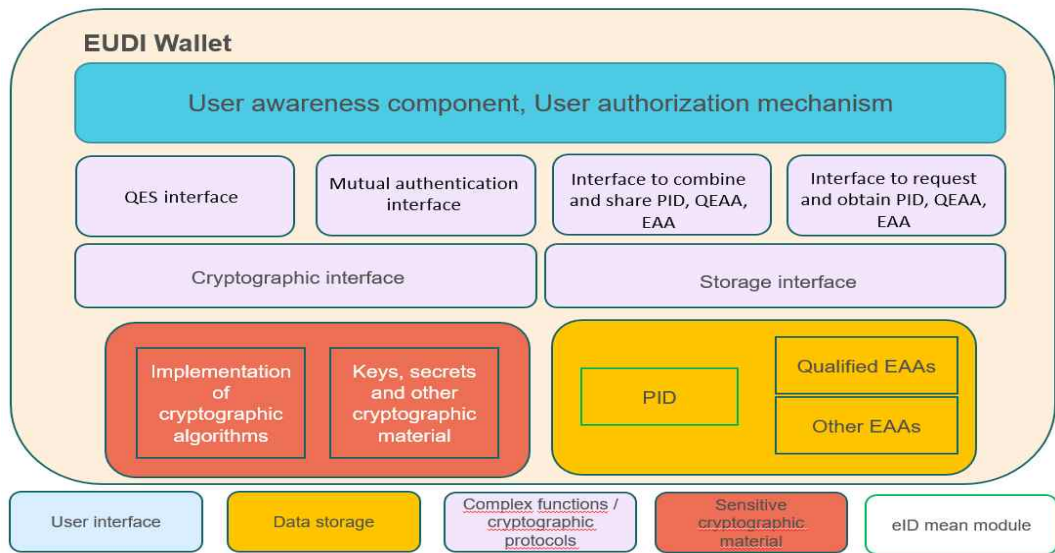 EUDI Wallet
User awareness component, User authorization mechanism
QES interface
Mutual authentication
interface
Interface to combine
and share PID, QEAA,
EAA
Interface to request
and obtain PID, QEAA,
EAA
Cryptographic interface
Storage interface
Implementation
of
cryptographic
algorithms
Keys, secrets
and other
cryptographic
material
PID
Qualified EAAs
Other EAAs
User interface
Data storage
Complex functions /
cryptographic
protocols
Sensitive
cryptographic
material
eID mean module